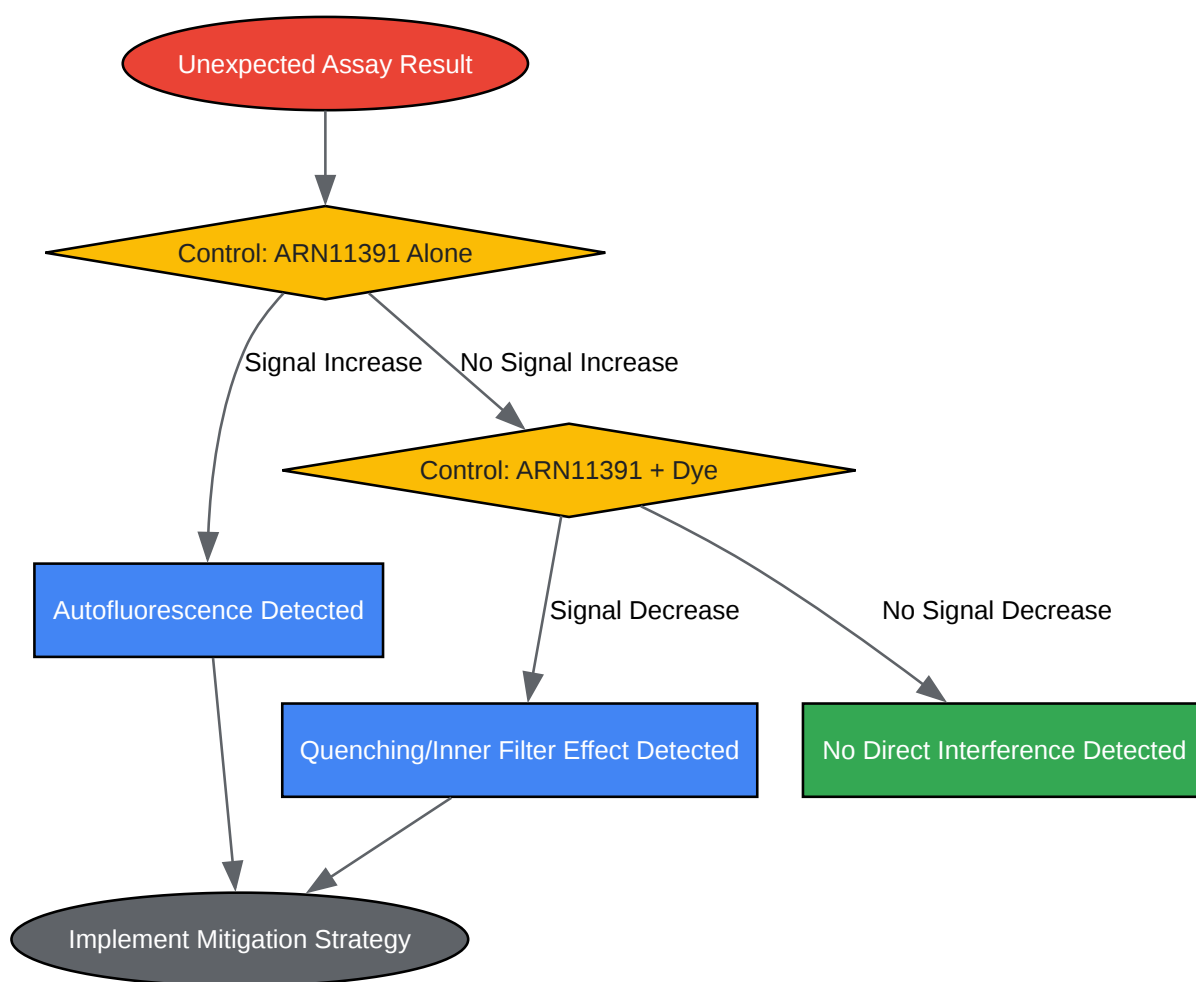 Unexpected Assay Result
Control: ARN11391 Alone
Signal Increase
No Signal Increase
Control: ARN11391 + Dye
Autofluorescence Detected
Signal Decrease
No Signal Decrease
Quenching/Inner Filter Effect Detected
No Direct Interference Detected
Implement Mitigation Strategy